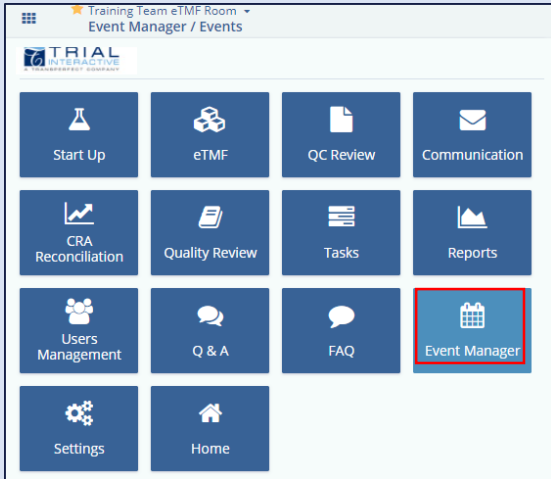 Training Team eTMF Room
Event Manager / Events
TRIAL
INTERACTIVE
A TRANSPERFECT COMPANY
Start Up
eTMF
QC Review
Communication
CRA
Reconciliation
Quality Review
Tasks
Reports
Users
Management
Q & A
FAQ
Event Manager
Settings
Home